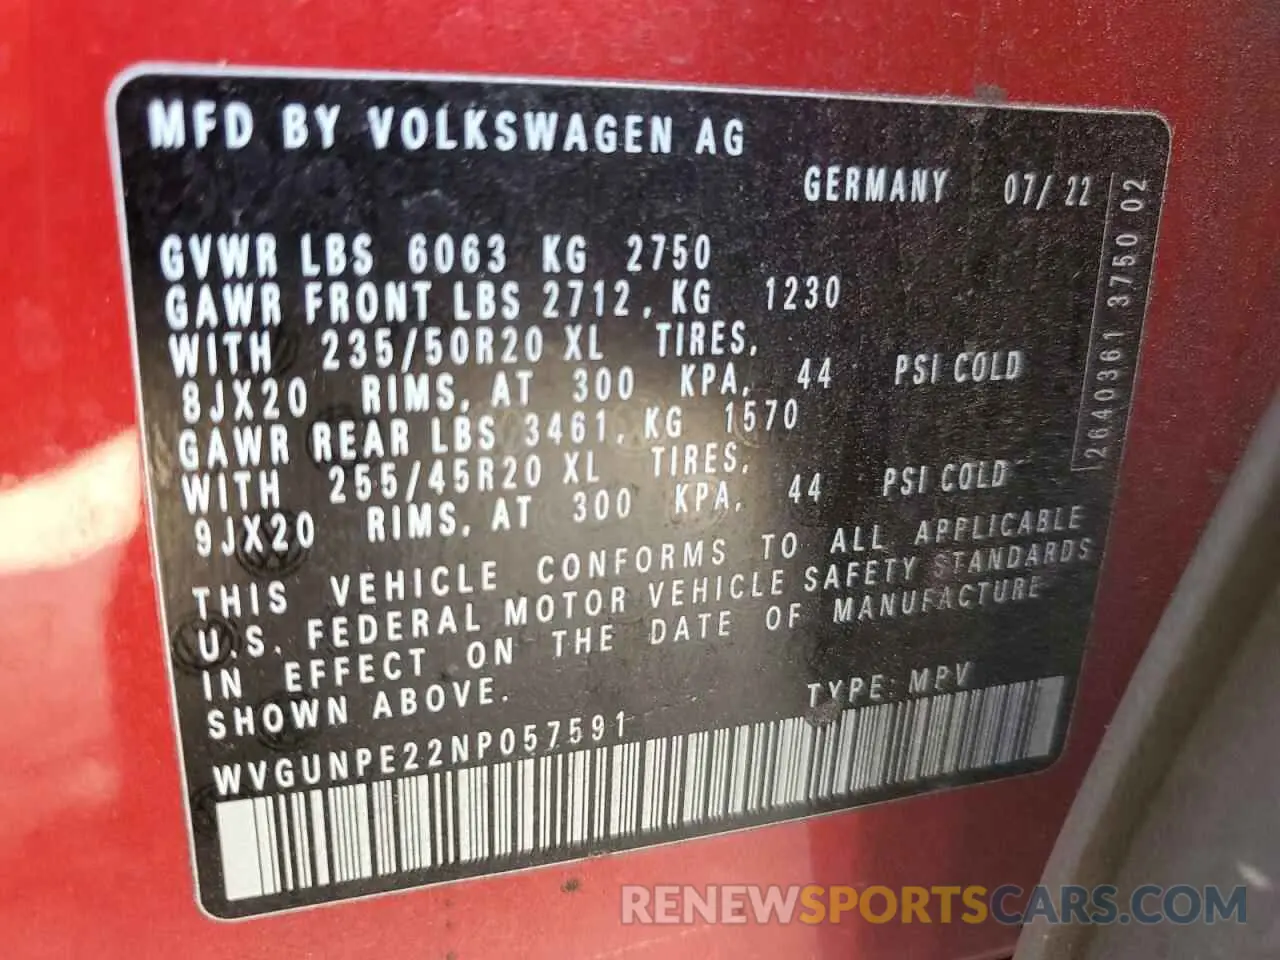 MFD BY VOLKSWAGEN AG
GERMANY 07/ 22
GVWR LBS 6063 KG 2750
GAWR FRONT LBS 2712, KG 1230
WITH 235/50R20 XL TIRES,
8JX20 RIMS, AT 300 KPA, 44 PSI COLD
GAWR REAR LBS 3461, KG 1570
WITH 255/45R20 XL TIRES,
9JX20 RIMS, AT 300 KPA, 44 PSI COLD
THIS VEHICLE CONFORMS TO ALL APPLICABLE
U.S. FEDERAL MOTOR VEHICLE SAFETY STANDARDS
IN EFFECT ON THE DATE OF MANUFACTURE
SHOWN ABOVE.
TYPE: MPV
WVGUNPE22NP057591
2640361 3750 02
RENEWSPORTSCARS.COM